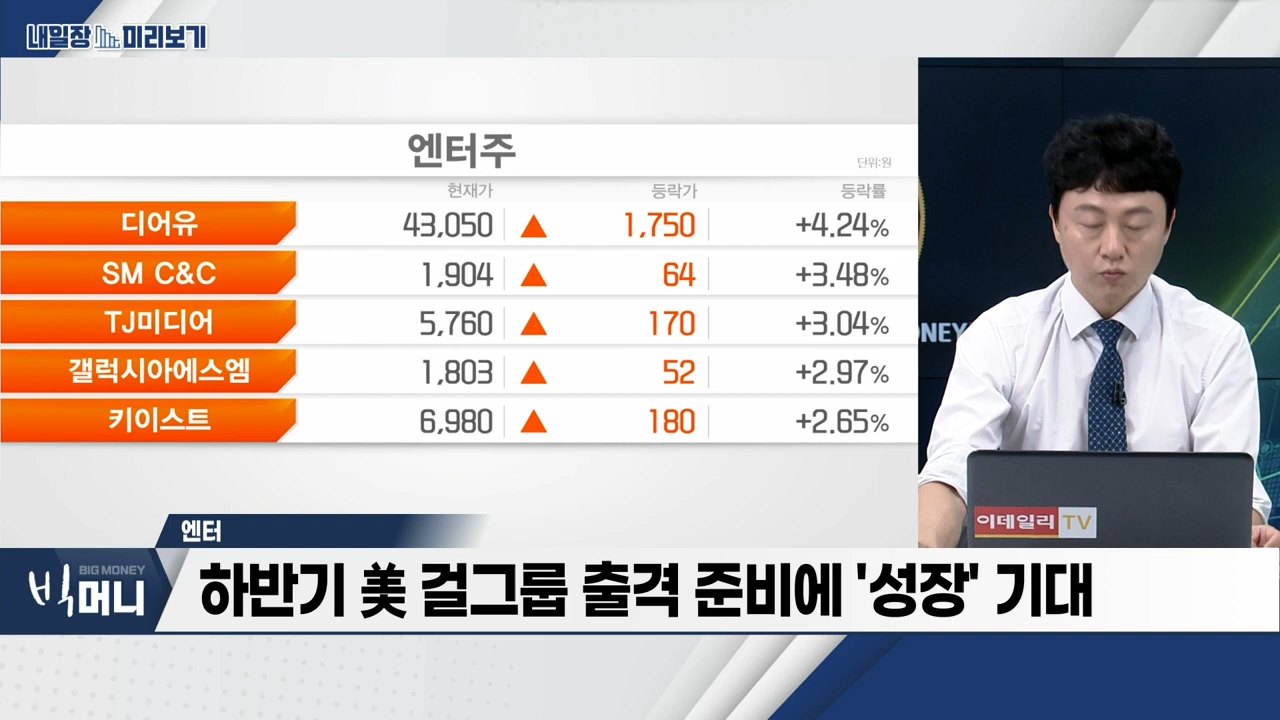 내일장 미리보기
엔터주
단위:원
현재가 등락가 등락률
디어유 43,050 ▲ 1,750 +4.24%
SM C&C 1,904 ▲ 64 +3.48%
TJ미디어 5,760 ▲ 170 +3.04%
갤럭시아에스엠 1,803 ▲ 52 +2.97%
키이스트 6,980 ▲ 180 +2.65%
ONEY
이데일리 TV
엔터
BIG MONEY
빅머니
하반기 美 걸그룹 출격 준비에 '성장' 기대